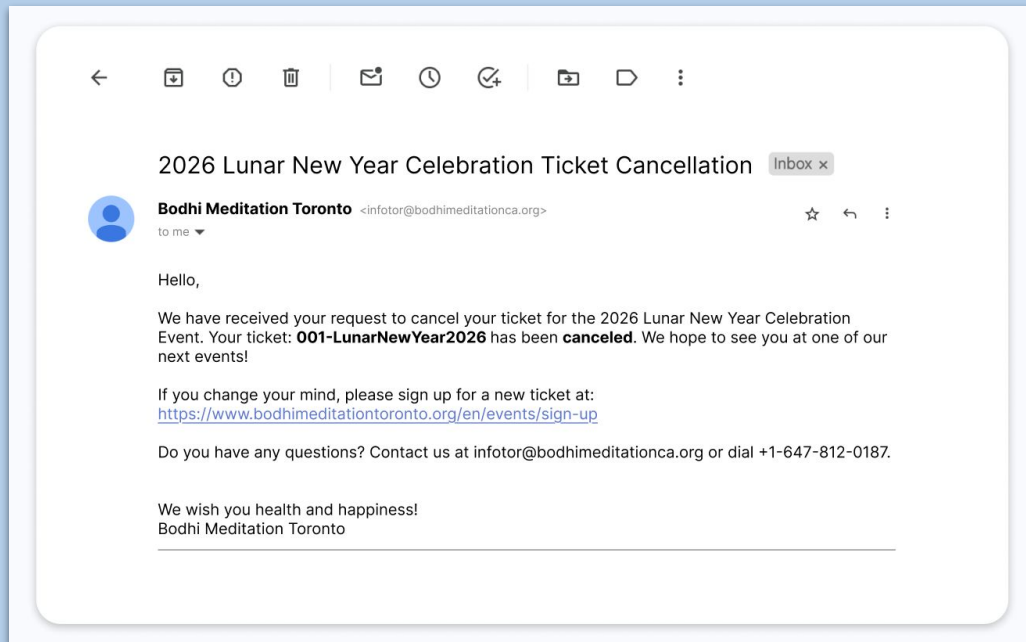 2026 Lunar New Year Celebration Ticket Cancellation Inbox ×
Bodhi Meditation Toronto <infotor@bodhimeditationca.org>
to me
Hello,
We have received your request to cancel your ticket for the 2026 Lunar New Year Celebration
Event. Your ticket: 001-LunarNewYear2026 has been canceled. We hope to see you at one of our
next events!
If you change your mind, please sign up for a new ticket at:
https://www.bodhimeditationtoronto.org/en/events/sign-up
Do you have any questions? Contact us at infotor@bodhimeditationca.org or dial +1-647-812-0187.
We wish you health and happiness!
Bodhi Meditation Toronto